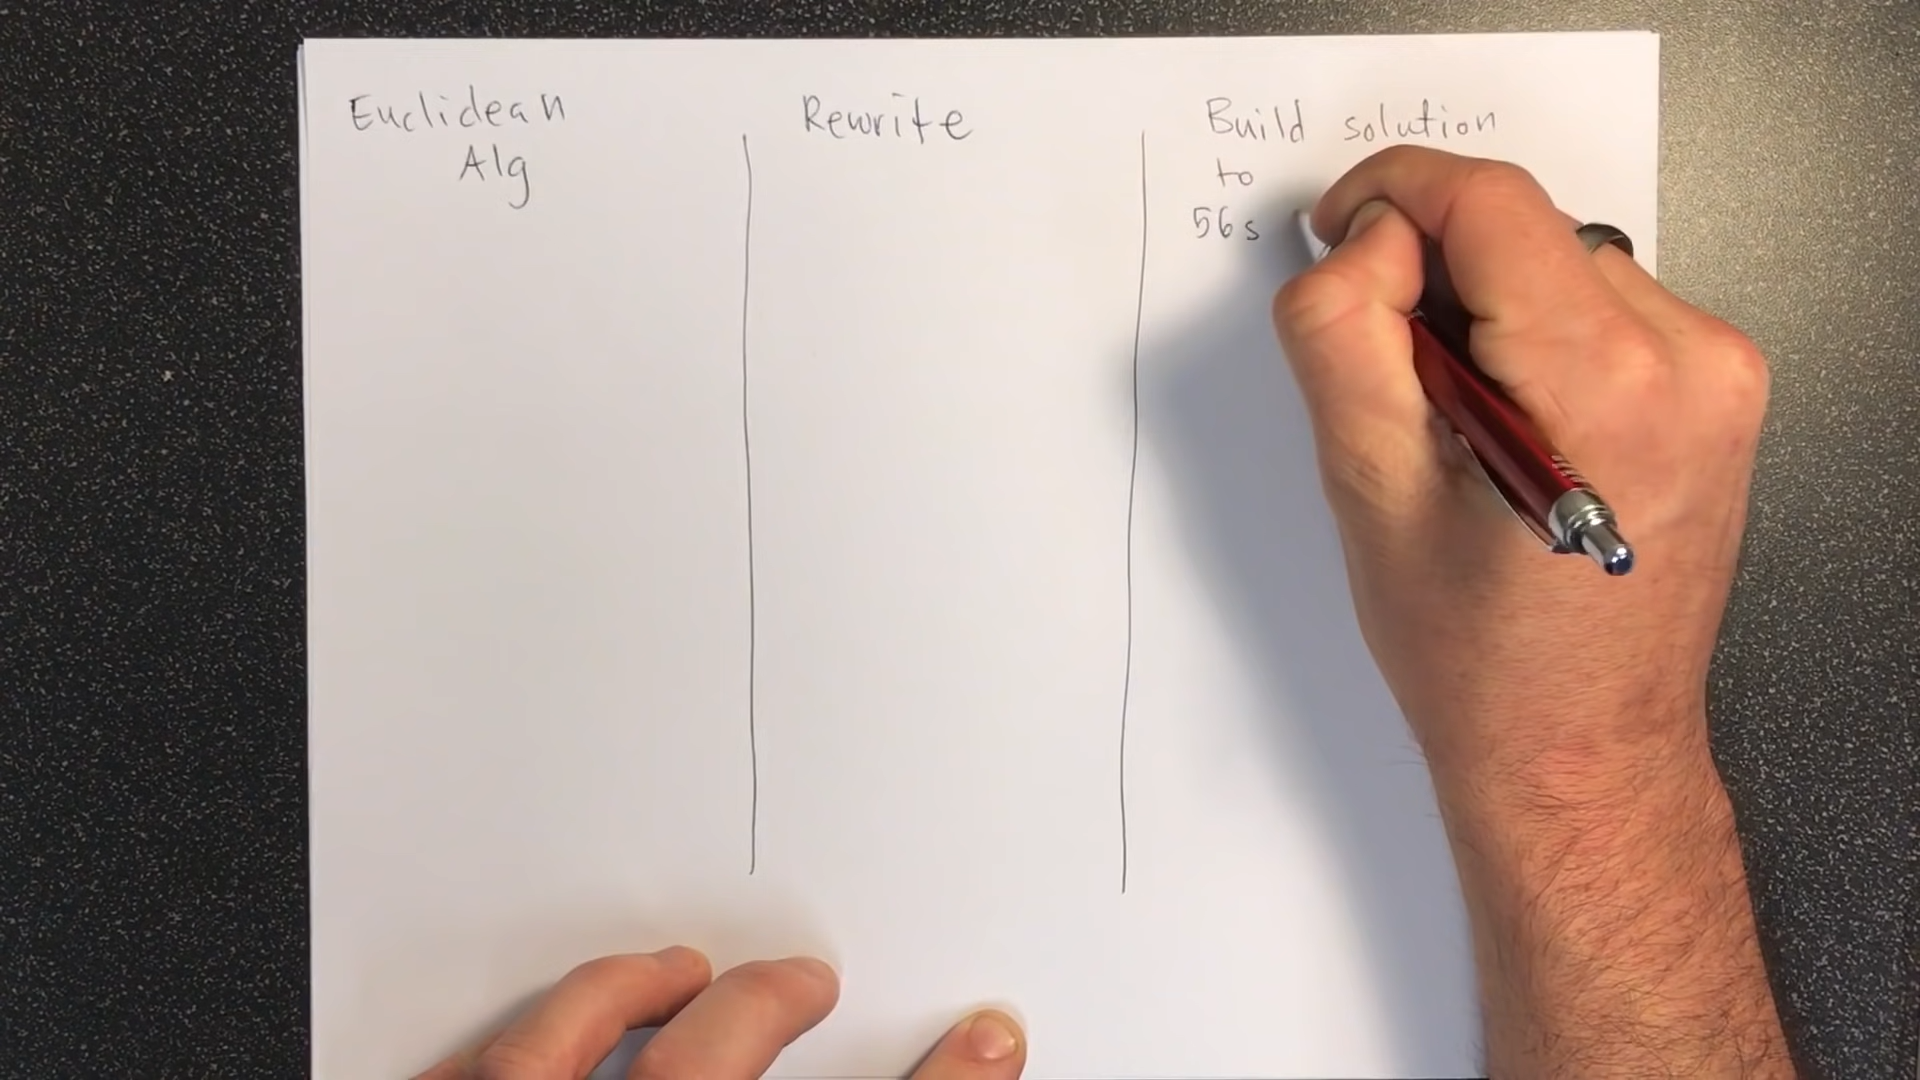 Euclidean
Alg
Rewrite
Build solution
to
56s